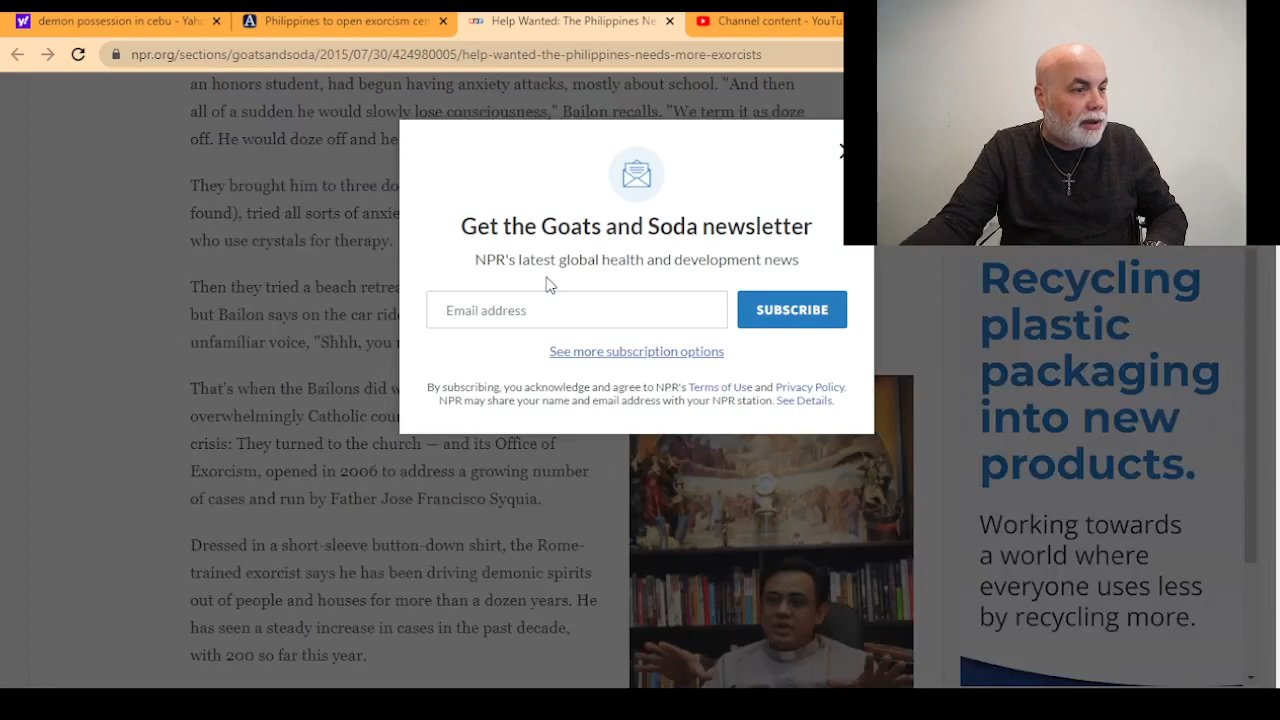 demon possession in cebu - Yaho
Philippines to open exorcism cen
Help Wanted: The Philippines Ne
Channel content - YouTu
npr.org/sections/goatsandsoda/2015/07/30/424980005/help-wanted-the-philippines-needs-more-exorcists
an honors student, had begun having anxiety attacks, mostly about school. "And then
all of a sudden he would slowly lose consciousness," Bailon recalls. "We term it as doze
off. He would doze off and he
They brought him to three do
found), tried all sorts of anxie
who use crystals for therapy.
Then they tried a beach retrea
but Bailon says on the car ride
unfamiliar voice, "Shhh, you
That's when the Bailons did w
overwhelmingly Catholic cou
crisis: They turned to the church — and its Office of
Exorcism, opened in 2006 to address a growing number
of cases and run by Father Jose Francisco Syquia.
Dressed in a short-sleeve button-down shirt, the Rome-
trained exorcist says he has been driving demonic spirits
out of people and houses for more than a dozen years. He
has seen a steady increase in cases in the past decade,
with 200 so far this year.
Get the Goats and Soda newsletter
NPR's latest global health and development news
Email address
SUBSCRIBE
See more subscription options
By subscribing, you acknowledge and agree to NPR's Terms of Use and Privacy Policy.
NPR may share your name and email address with your NPR station. See Details.
Recycling
plastic
packaging
into new
products.
Working towards
a world where
everyone uses less
by recycling more.